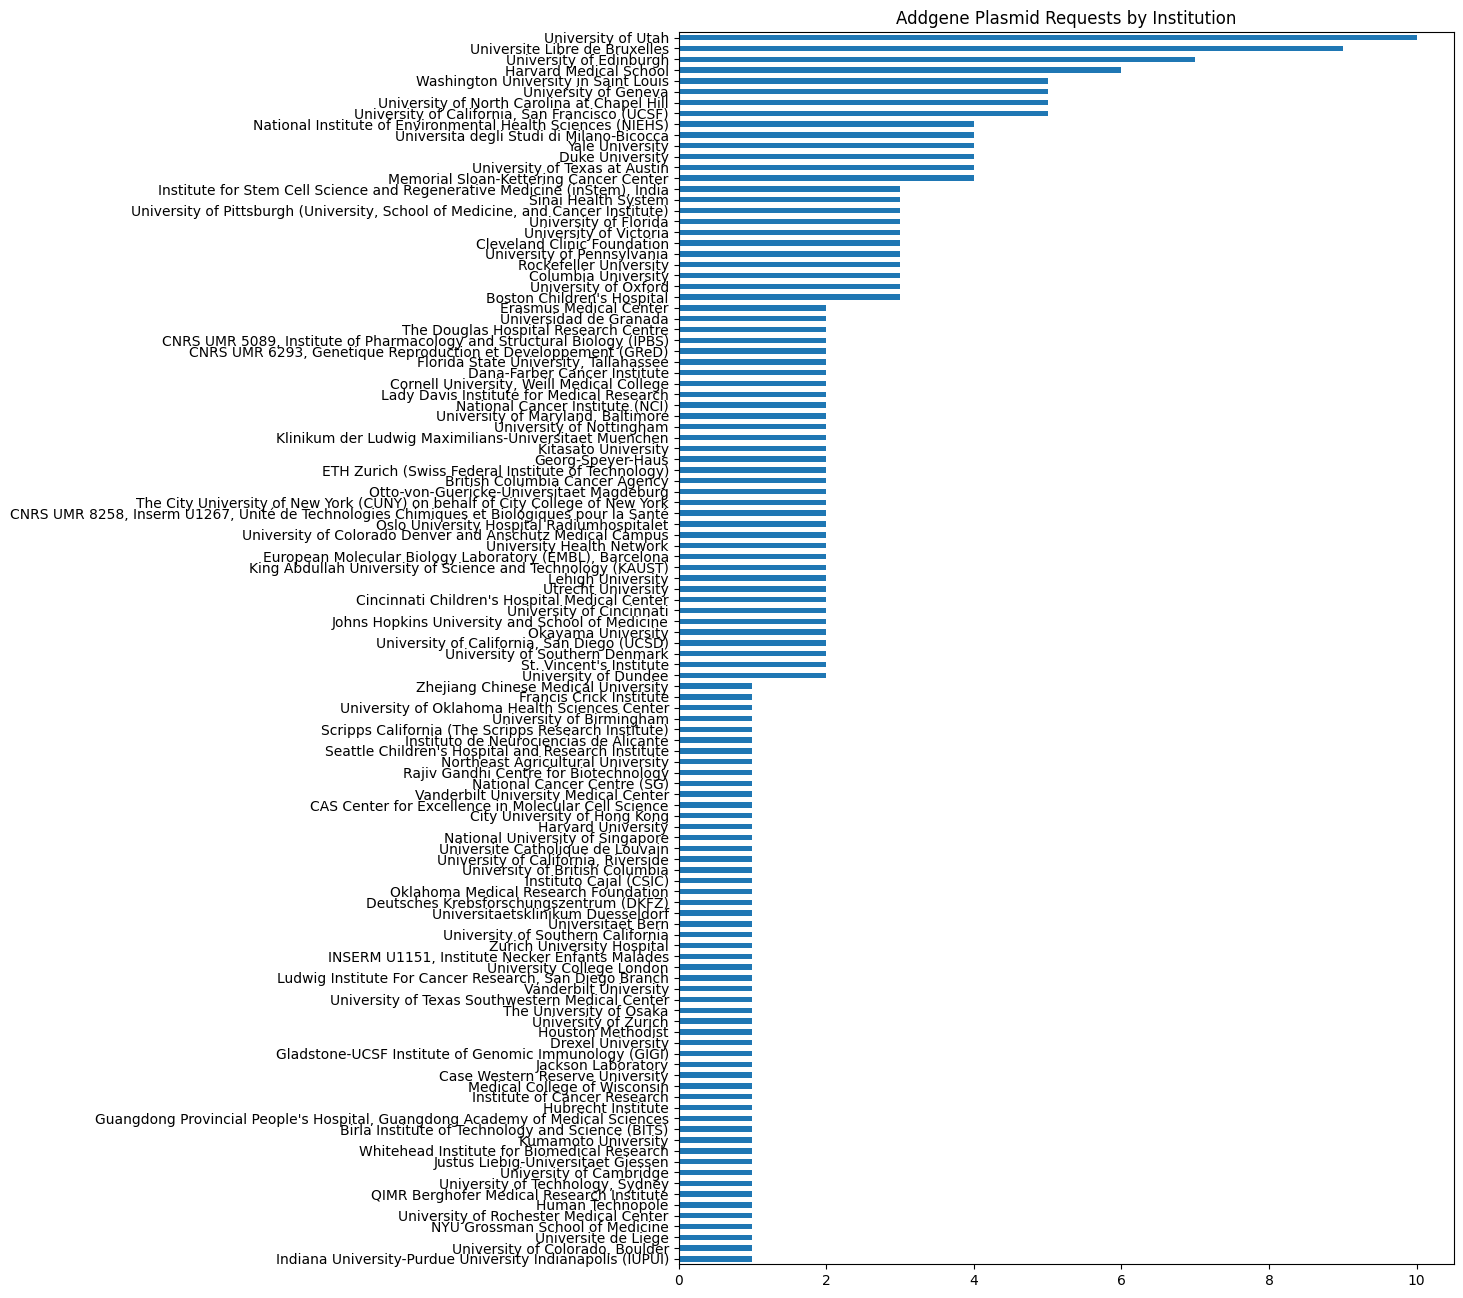 Addgene Plasmid Requests by Institution
University of Utah
Universite Libre de Bruxelles
University of Edinburgh
Harvard Medical School
Washington University in Saint Louis
University of Geneva
University of North Carolina at Chapel Hill
University of California, San Francisco (UCSF)
National Institute of Environmental Health Sciences (NIEHS)
Universita degli Studi di Milano-Bicocca
Yale University
Duke University
University of Texas at Austin
Memorial Sloan-Kettering Cancer Center
Institute for Stem Cell Science and Regenerative Medicine (inStem), India
Sinai Health System
University of Pittsburgh (University, School of Medicine, and Cancer Institute)
University of Florida
University of Victoria
Cleveland Clinic Foundation
University of Pennsylvania
Rockefeller University
Columbia University
University of Oxford
Boston Children's Hospital
Erasmus Medical Center
Universidad de Granada
The Douglas Hospital Research Centre
CNRS UMR 5089, Institute of Pharmacology and Structural Biology (IPBS)
CNRS UMR 6293, Genetique Reproduction et Developpement (GReD)
Florida State University, Tallahassee
Dana-Farber Cancer Institute
Cornell University, Weill Medical College
Lady Davis Institute for Medical Research
National Cancer Institute (NCI)
University of Maryland, Baltimore
University of Nottingham
Klinikum der Ludwig Maximilians-Universitaet Muenchen
Kitasato University
Georg-Speyer-Haus
ETH Zurich (Swiss Federal Institute of Technology)
British Columbia Cancer Agency
Otto-von-Guericke-Universitaet Magdeburg
The City University of New York (CUNY) on behalf of City College of New York
CNRS UMR 8258, Inserm U1267, Unité de Technologies Chimiques et Biologiques pour la Santé
Oslo University Hospital Radiumhospitalet
University of Colorado Denver and Anschutz Medical Campus
University Health Network
European Molecular Biology Laboratory (EMBL), Barcelona
King Abdullah University of Science and Technology (KAUST)
Lehigh University
Utrecht University
Cincinnati Children's Hospital Medical Center
University of Cincinnati
Johns Hopkins University and School of Medicine
Okayama University
University of California, San Diego (UCSD)
University of Southern Denmark
St. Vincent's Institute
University of Dundee
Zhejiang Chinese Medical University
Francis Crick Institute
University of Oklahoma Health Sciences Center
University of Birmingham
Scripps California (The Scripps Research Institute)
Instituto de Neurociencias de Alicante
Seattle Children's Hospital and Research Institute
Northeast Agricultural University
Rajiv Gandhi Centre for Biotechnology
National Cancer Centre (SG)
Vanderbilt University Medical Center
CAS Center for Excellence in Molecular Cell Science
City University of Hong Kong
Harvard University
National University of Singapore
Universite Catholique de Louvain
University of California, Riverside
University of British Columbia
Instituto Cajal (CSIC)
Oklahoma Medical Research Foundation
Deutsches Krebsforschungszentrum (DKFZ)
Universitaetsklinikum Duesseldorf
Universitaet Bern
University of Southern California
Zurich University Hospital
INSERM U1151, Institute Necker Enfants Malades
University College London
Ludwig Institute For Cancer Research, San Diego Branch
Vanderbilt University
University of Texas Southwestern Medical Center
The University of Osaka
University of Zurich
Houston Methodist
Drexel University
Gladstone-UCSF Institute of Genomic Immunology (GIGI)
Jackson Laboratory
Case Western Reserve University
Medical College of Wisconsin
Institute of Cancer Research
Hubrecht Institute
Guangdong Provincial People's Hospital, Guangdong Academy of Medical Sciences
Birla Institute of Technology and Science (BITS)
Kumamoto University
Whitehead Institute for Biomedical Research
Justus Liebig-Universitaet Giessen
University of Cambridge
University of Technology, Sydney
QIMR Berghofer Medical Research Institute
Human Technopole
University of Rochester Medical Center
NYU Grossman School of Medicine
Universite de Liege
University of Colorado, Boulder
Indiana University-Purdue University Indianapolis (IUPUI)
0 2 4 6 8 10